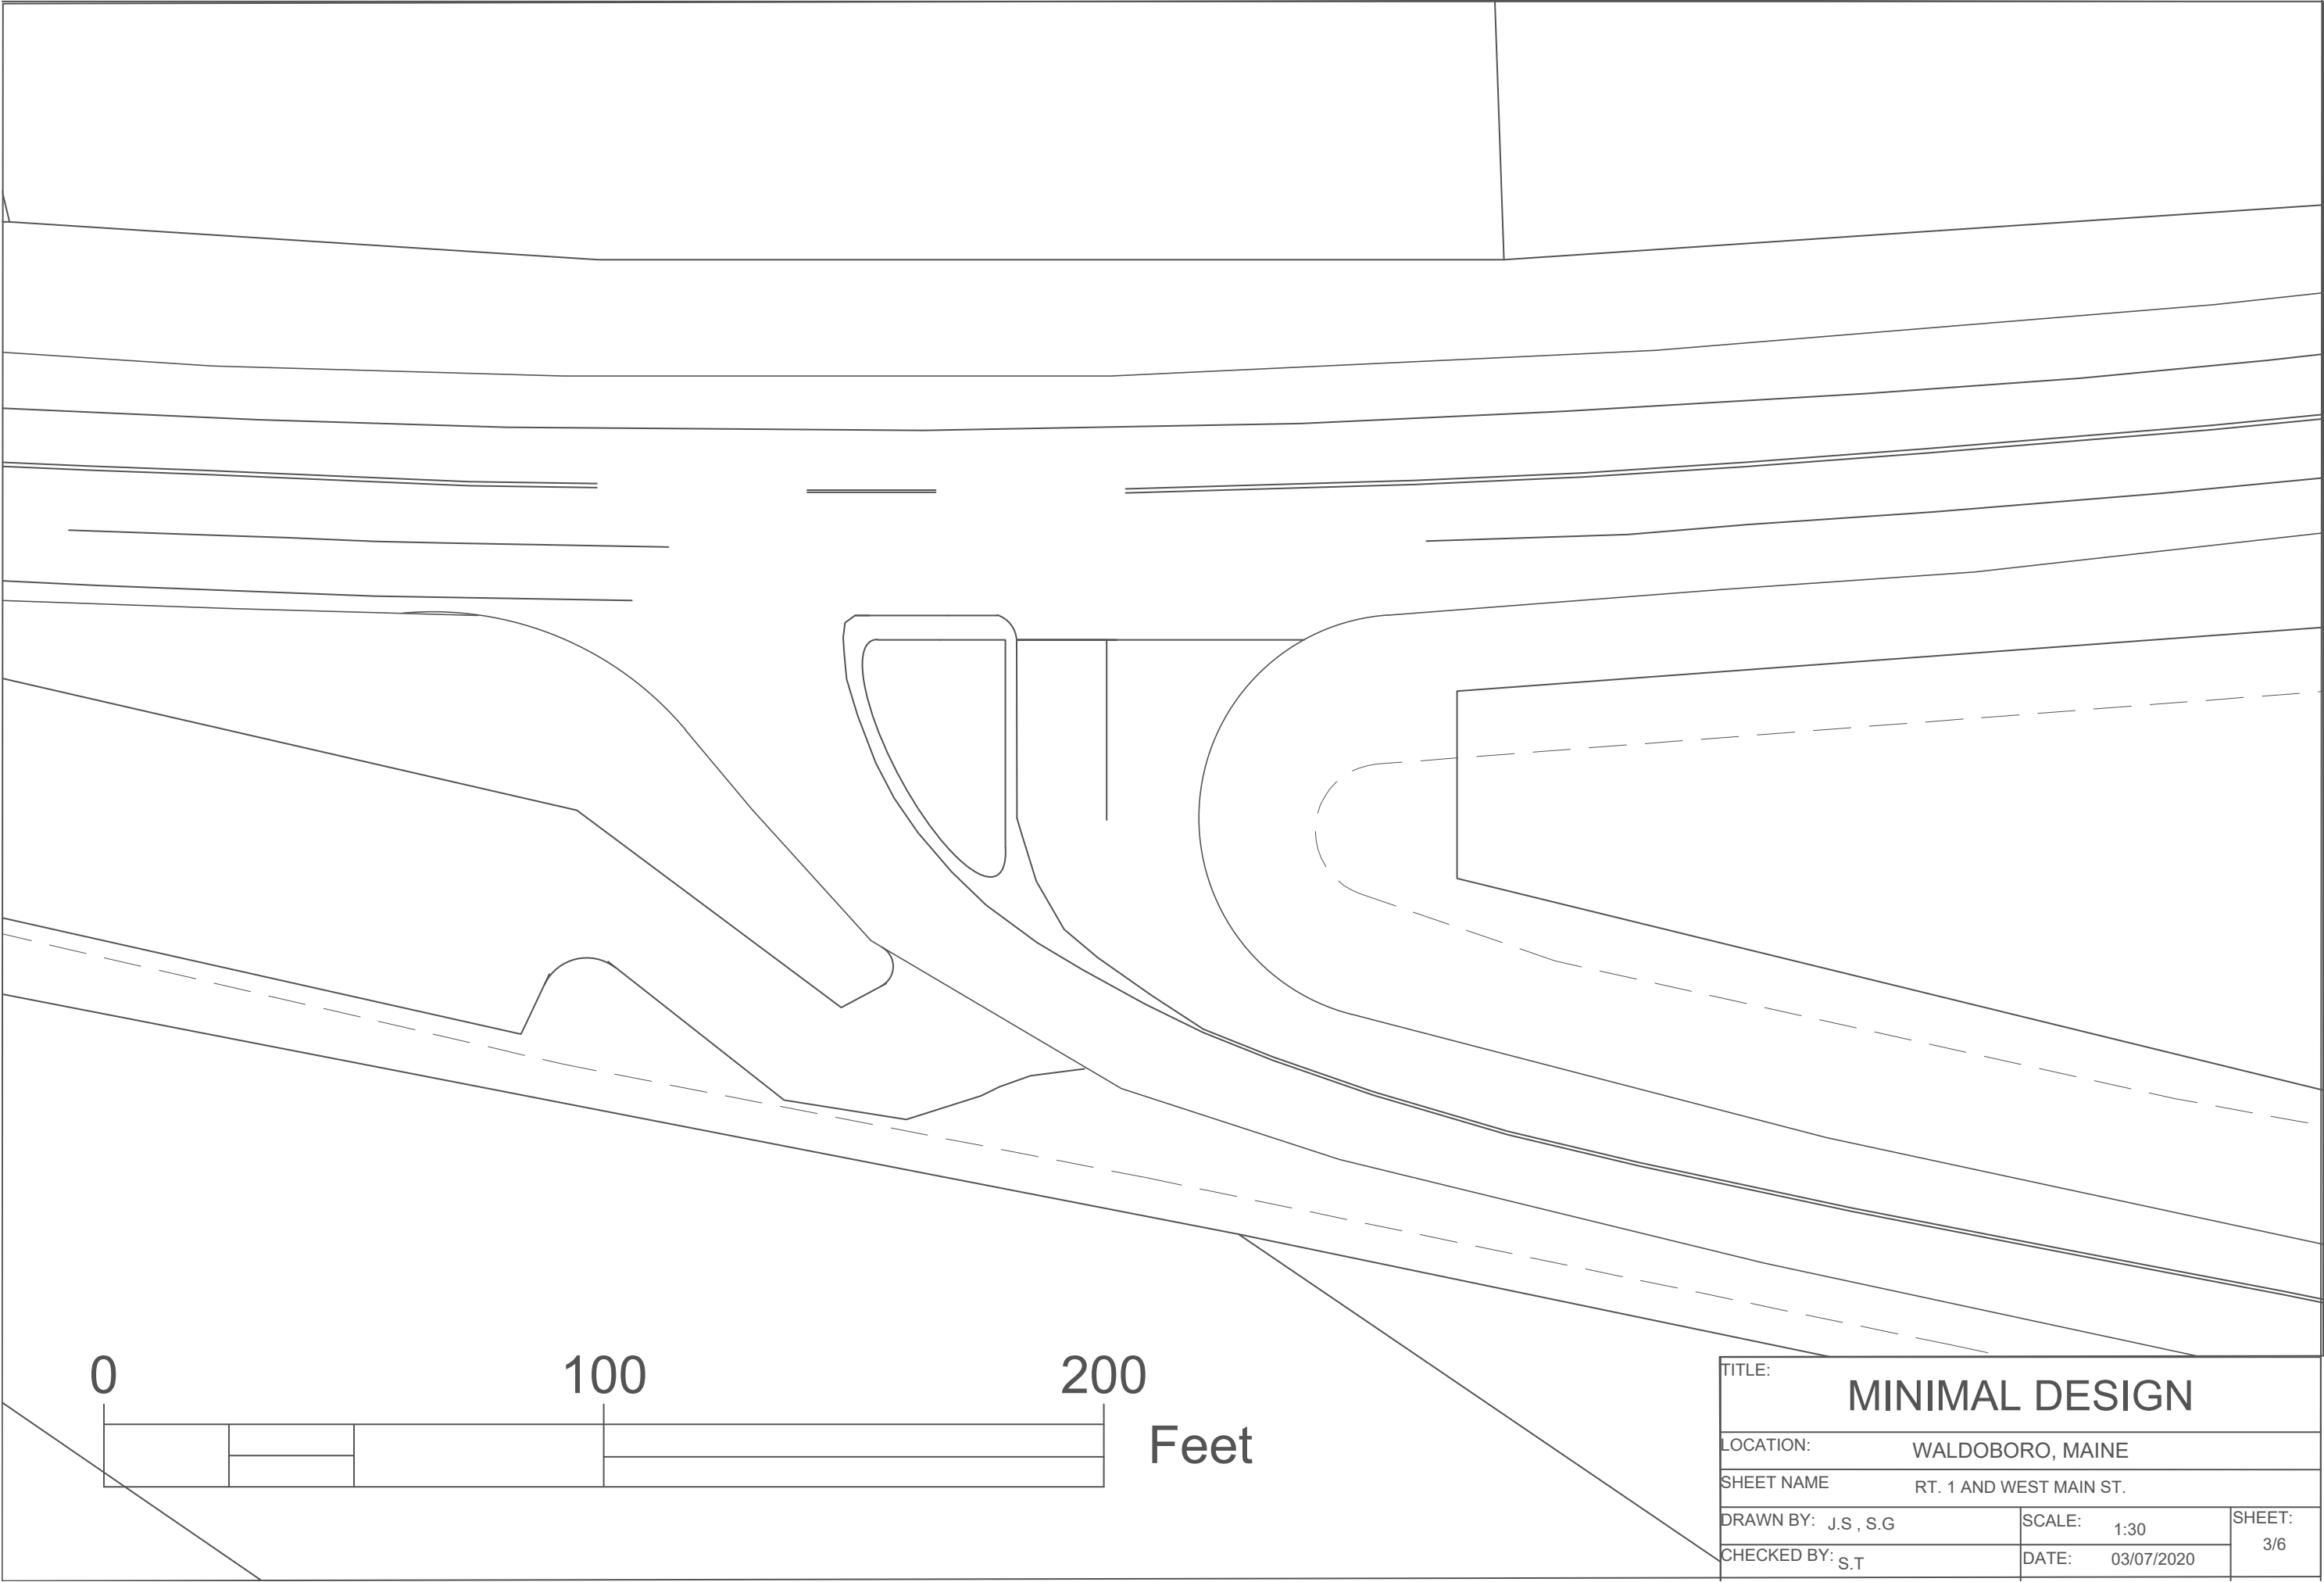 0 100 200
Feet
TITLE:
MINIMAL DESIGN
LOCATION: WALDOBORO, MAINE
SHEET NAME RT. 1 AND WEST MAIN ST.
DRAWN BY: J.S , S.G SCALE: 1:30 SHEET:
3/6
CHECKED BY: S.T DATE: 03/07/2020